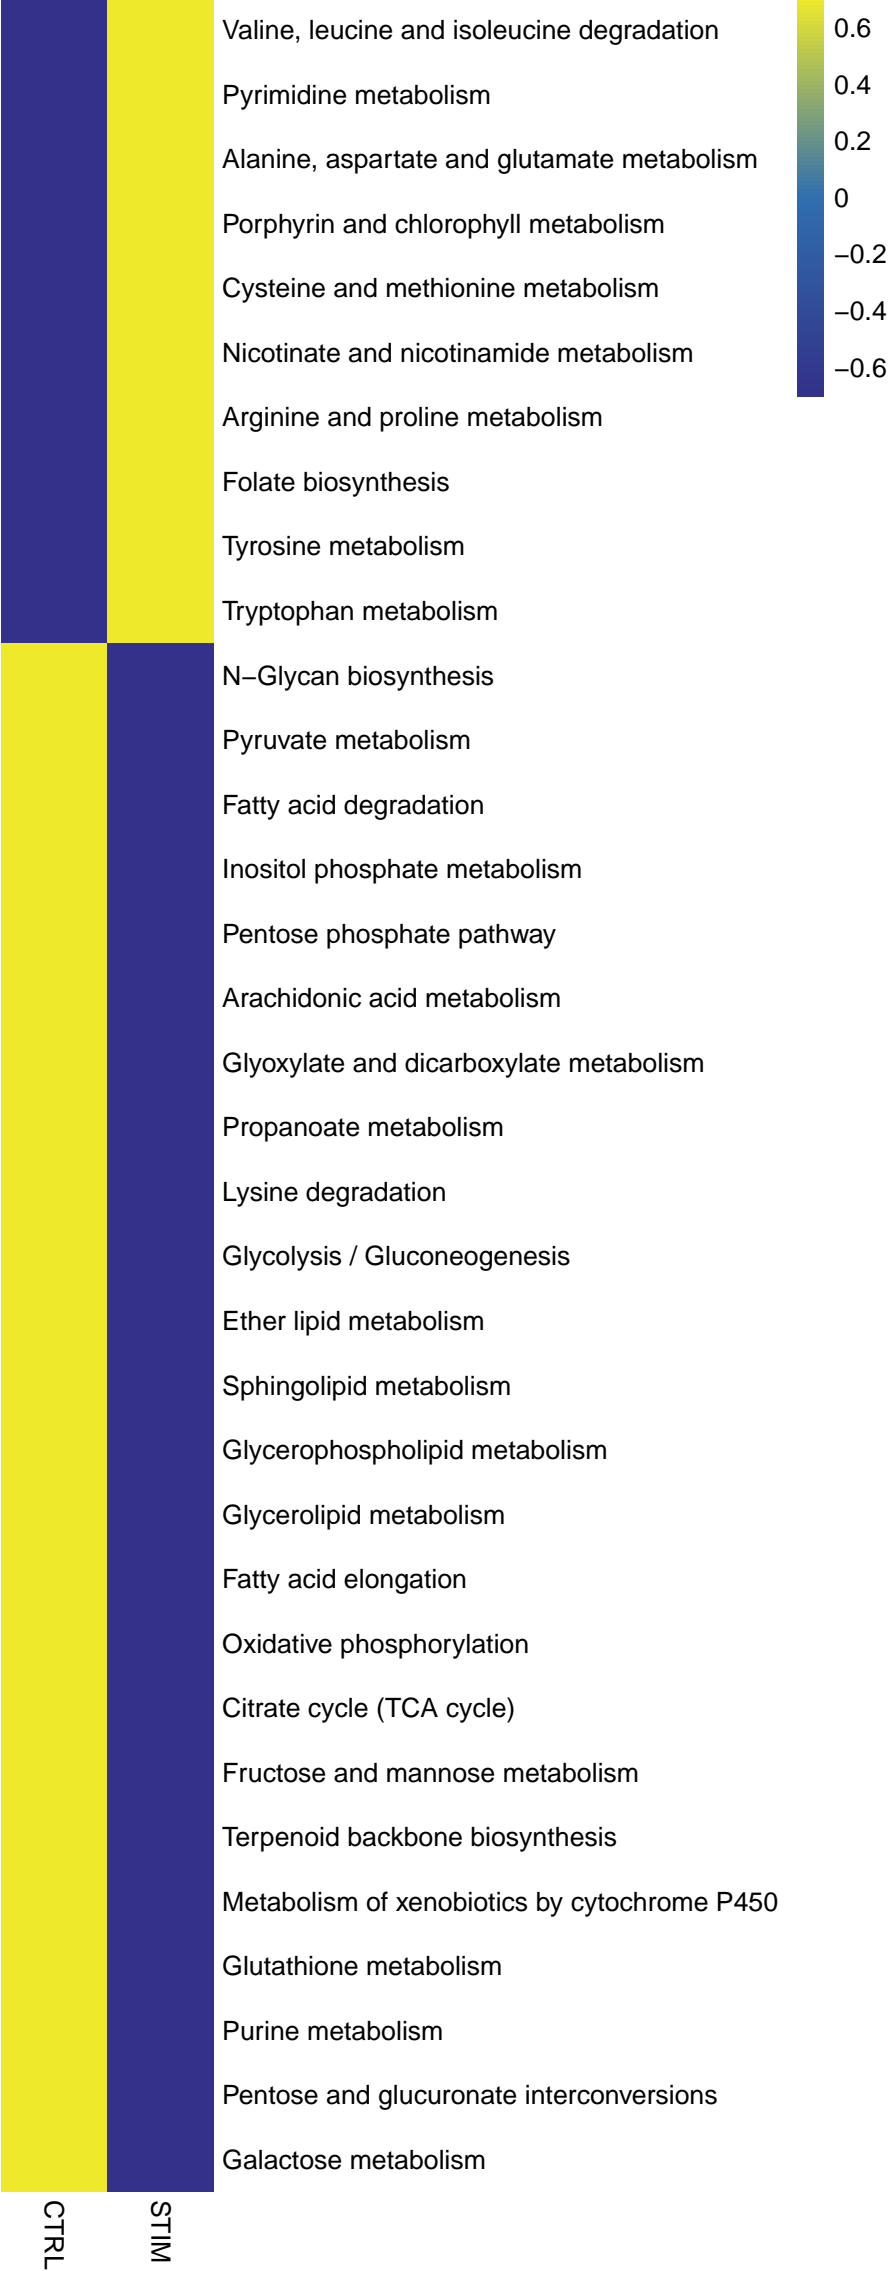 Valine, leucine and isoleucine degradation
Pyrimidine metabolism
Alanine, aspartate and glutamate metabolism
Porphyrin and chlorophyll metabolism
Cysteine and methionine metabolism
Nicotinate and nicotinamide metabolism
Arginine and proline metabolism
Folate biosynthesis
Tyrosine metabolism
Tryptophan metabolism
N−Glycan biosynthesis
Pyruvate metabolism
Fatty acid degradation
Inositol phosphate metabolism
Pentose phosphate pathway
Arachidonic acid metabolism
Glyoxylate and dicarboxylate metabolism
Propanoate metabolism
Lysine degradation
Glycolysis / Gluconeogenesis
Ether lipid metabolism
Sphingolipid metabolism
Glycerophospholipid metabolism
Glycerolipid metabolism
Fatty acid elongation
Oxidative phosphorylation
Citrate cycle (TCA cycle)
Fructose and mannose metabolism
Terpenoid backbone biosynthesis
Metabolism of xenobiotics by cytochrome P450
Glutathione metabolism
Purine metabolism
Pentose and glucuronate interconversions
Galactose metabolism
CTRL
STIM
0.6
0.4
0.2
0
−0.2
−0.4
−0.6